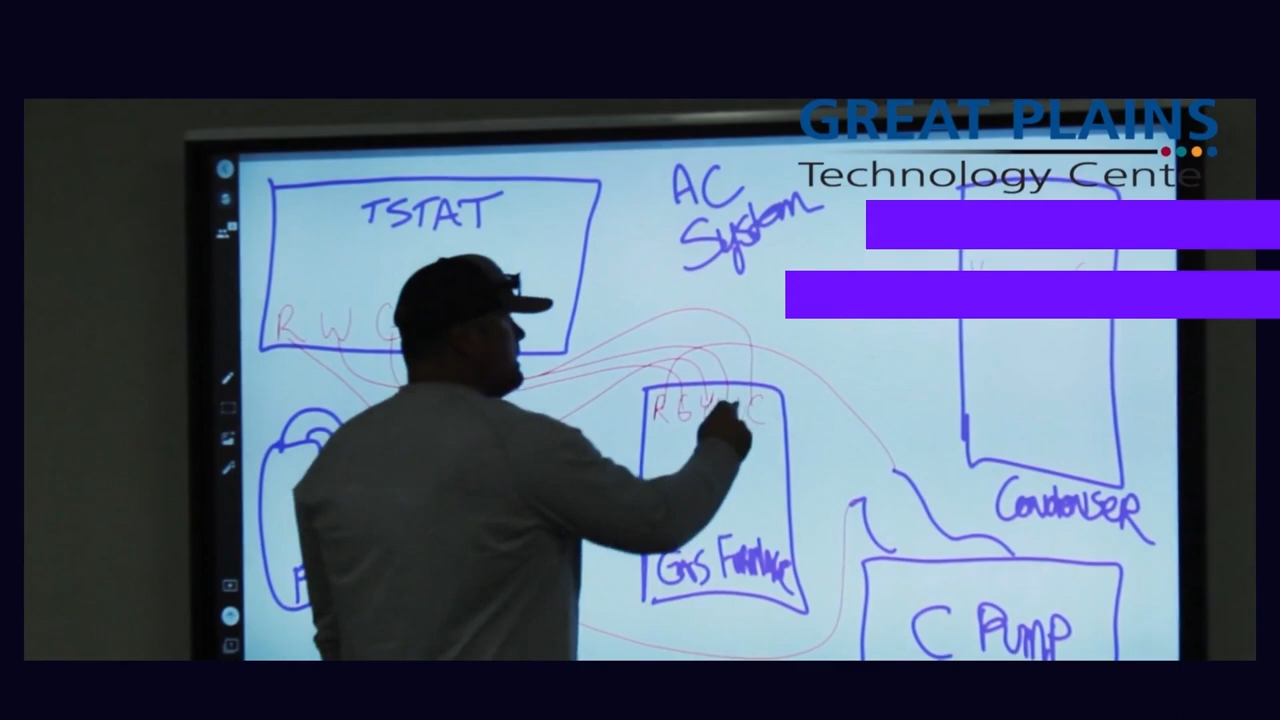 GREAT PLAINS
Technology Cente
TSTAT
AC
System
R W G
R G Y
C
Gas Furnace
Condenser
C Pump